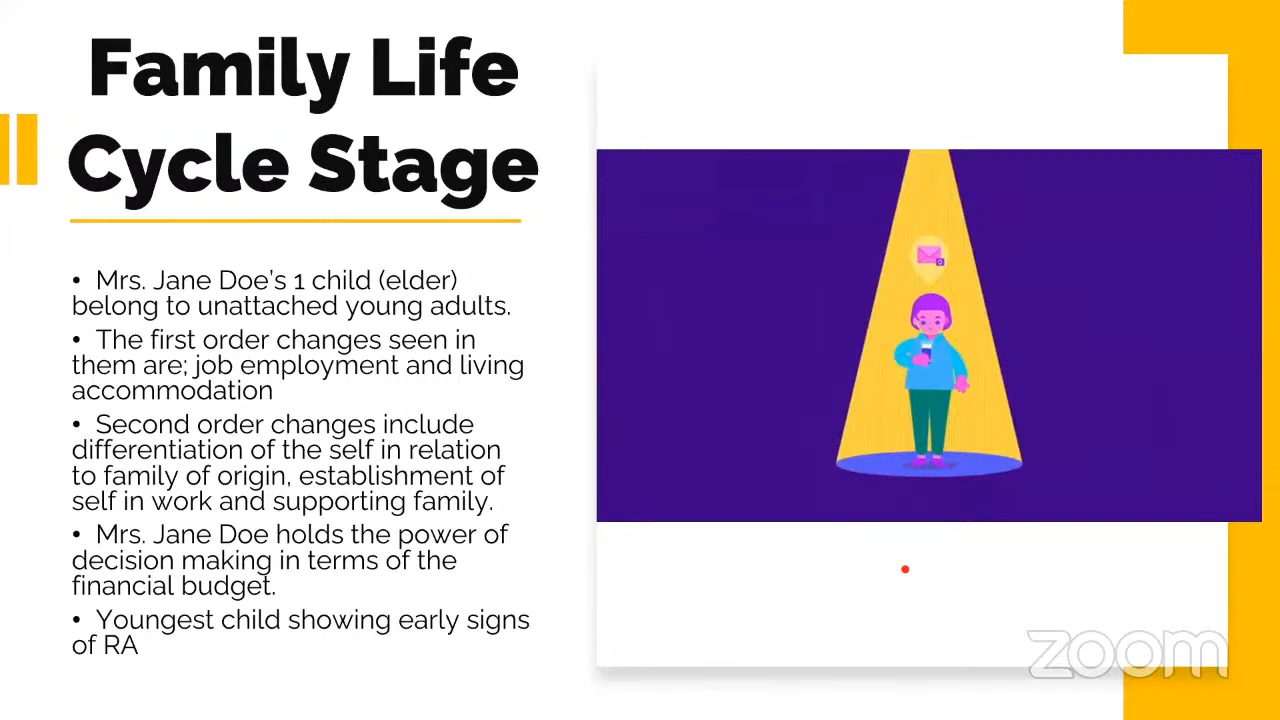 Family Life
Cycle Stage
• Mrs. Jane Doe's 1 child (elder)
belong to unattached young adults.
• The first order changes seen in
them are; job employment and living
accommodation
• Second order changes include
differentiation of the self in relation
to family of origin, establishment of
self in work and supporting family.
• Mrs. Jane Doe holds the power of
decision making in terms of the
financial budget.
• Youngest child showing early signs
of RA
zoom